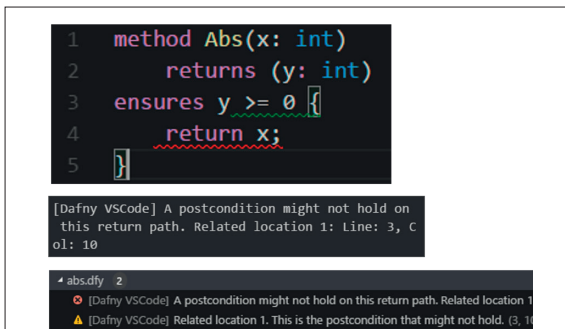 1 method Abs(x: int)
2 returns (y: int)
3 ensures y >= 0 {
4 return x;
5 }
[Dafny VSCode] A postcondition might not hold on
this return path. Related location 1: Line: 3, C
ol: 10
abs.dfy 2
[Dafny VSCode] A postcondition might not hold on this return path. Related location 1
[Dafny VSCode] Related location 1. This is the postcondition that might not hold. (3, 10